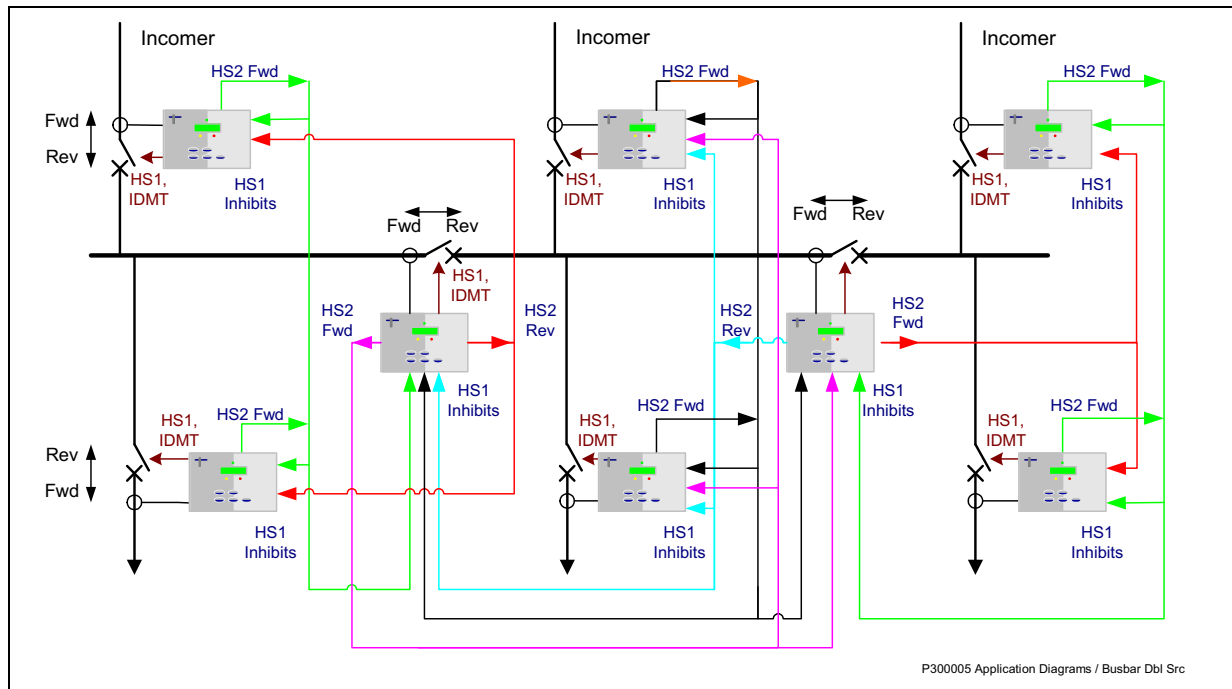 Incomer
Incomer
Incomer
HS2 Fwd
HS2 Fwd
HS2 Fwd
Fwd
Rev
HS1,
IDMT
HS1
Inhibits
HS1,
IDMT
HS1
Inhibits
HS1,
IDMT
HS1
Inhibits
Fwd
Rev
Fwd
Rev
HS1,
IDMT
HS2
Fwd
HS2
Rev
HS2
Rev
HS2
Fwd
HS1
Inhibits
HS1
Inhibits
HS2 Fwd
HS2 Fwd
HS2 Fwd
HS1,
IDMT
HS1,
IDMT
HS1,
IDMT
Rev
Fwd
HS1
Inhibits
HS1
Inhibits
HS1
Inhibits
P300005 Application Diagrams / Busbar Dbl Src